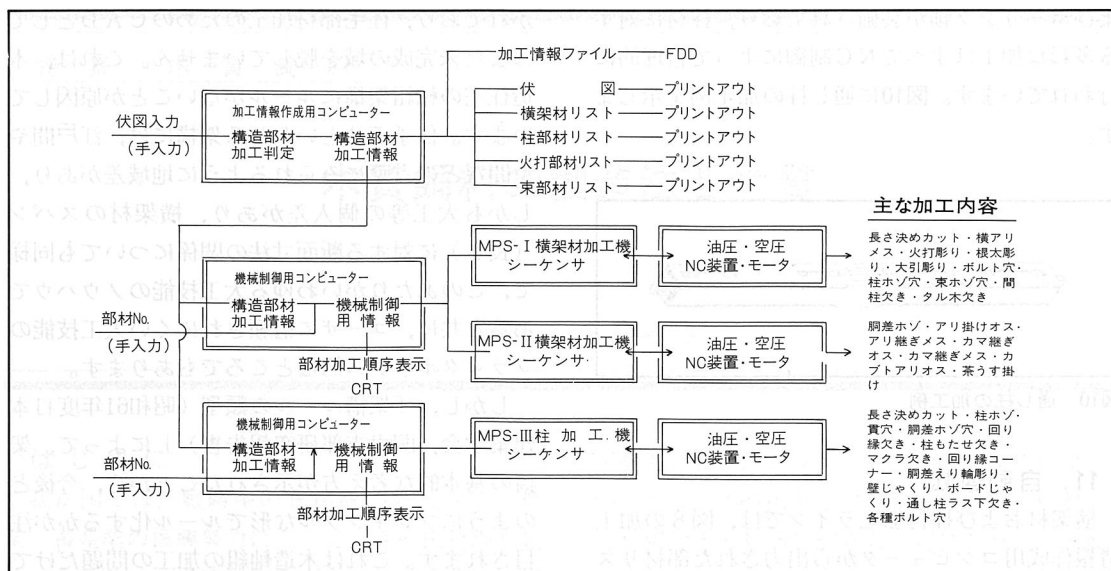 加工情報ファイル FDD
伏図 プリントアウト
横架材リスト プリントアウト
柱部材リスト プリントアウト
火打部材リスト プリントアウト
束部材リスト プリントアウト
伏図入力
(手入力)
加工情報作成用コンピューター
構造部材 構造部材
加工判定 加工情報
主な加工内容
MPS-Ⅰ横架材加工機
シーケンサ
油圧・空圧
NC装置・モータ
長さ決めカット・横アリ
メス・火打彫り・根太彫
り・大引彫り・ボルト穴・
柱ホゾ穴・束ホゾ穴・間
柱欠き・タル木欠き
部材No.
(手入力)
機械制御用コンピューター
構造部材 機械制御
加工情報 用情報
部材加工順序表示
CRT
MPS-Ⅱ横架材加工機
シーケンサ
油圧・空圧
NC装置・モータ
胴差ホゾ・アリ掛けオス・
アリ継ぎメス・カマ継ぎ
オス・カマ継ぎメス・カ
ブトアリオス・茶うす掛
け
部材No.
(手入力)
機械制御用コンピューター
構造部材 機械制御
加工情報 用情報
部材加工順序表示
CRT
MPS-Ⅲ柱加工機
シーケンサ
油圧・空圧
NC装置・モータ
長さ決めカット・柱ホゾ・
貫穴・胴差ホゾ穴・回り
縁欠き・柱もたせ欠き・
マクラ欠き・回り縁コー
ナー・胴差えり輪彫り・
壁じゃくり・ボードじゃ
くり・通し柱ラス下欠き・
各種ボルト穴